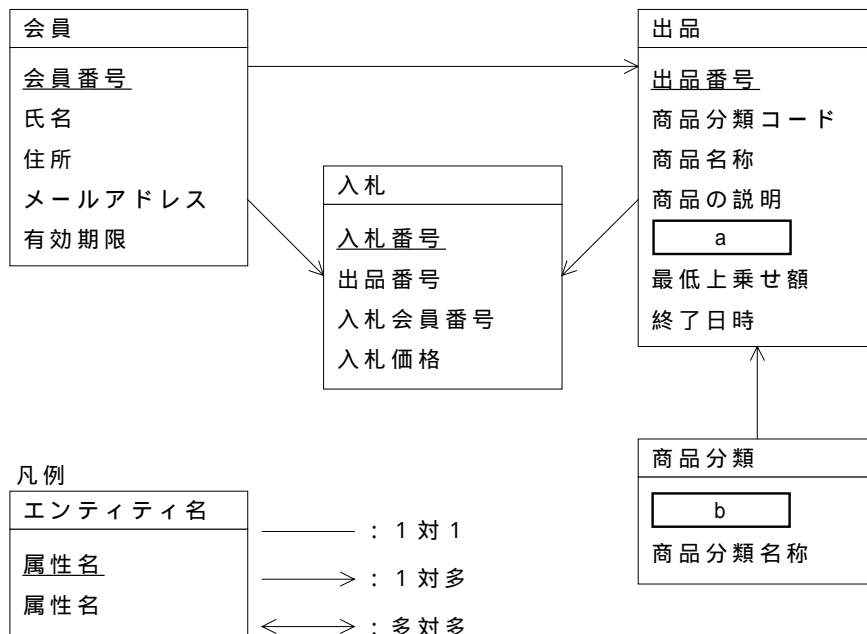 会員
会員番号
氏名
住所
メールアドレス
有効期限
入札
入札番号
出品番号
入札会員番号
入札価格
出品
出品番号
商品分類コード
商品名称
商品の説明
a
最低上乗せ額
終了日時
商品分類
b
商品分類名称
凡例
エンティティ名
属性名
属性名
：1対1
：1対多
：多対多